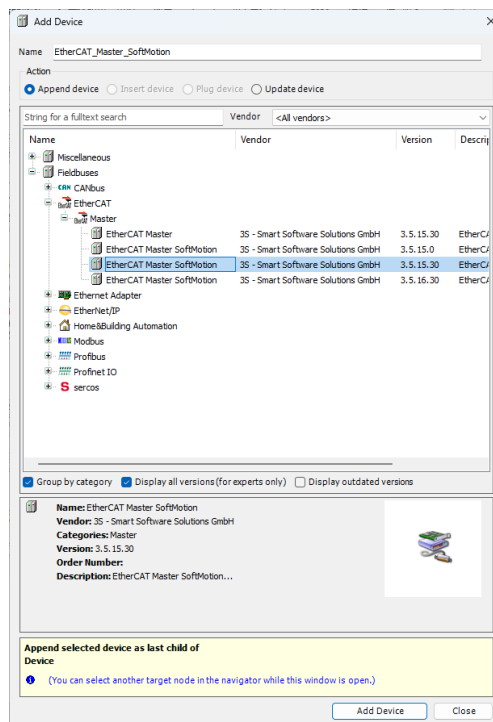 Add Device
Name EtherCAT_Master_SoftMotion
Action
Append device Insert device Plug device Update device
String for a fulltext search Vendor <All vendors>
Name Vendor Version Descrip
Miscellaneous
Fieldbuses
CAN CANbus
EtherCAT
Master
EtherCAT Master 3S - Smart Software Solutions GmbH 3.5.15.30 EtherCA
EtherCAT Master SoftMotion 3S - Smart Software Solutions GmbH 3.5.15.0 EtherCA
EtherCAT Master SoftMotion 3S - Smart Software Solutions GmbH 3.5.15.30 EtherCA
EtherCAT Master SoftMotion 3S - Smart Software Solutions GmbH 3.5.16.30 EtherCA
Ethernet Adapter
EtherNet/IP
Home&Building Automation
Modbus
Profibus
Profinet IO
S sercos
Group by category Display all versions (for experts only) Display outdated versions
Name: EtherCAT Master SoftMotion
Vendor: 3S - Smart Software Solutions GmbH
Categories: Master
Version: 3.5.15.30
Order Number:
Description: EtherCAT Master SoftMotion...
Append selected device as last child of
Device
(You can select another target node in the navigator while this window is open.)
Add Device Close